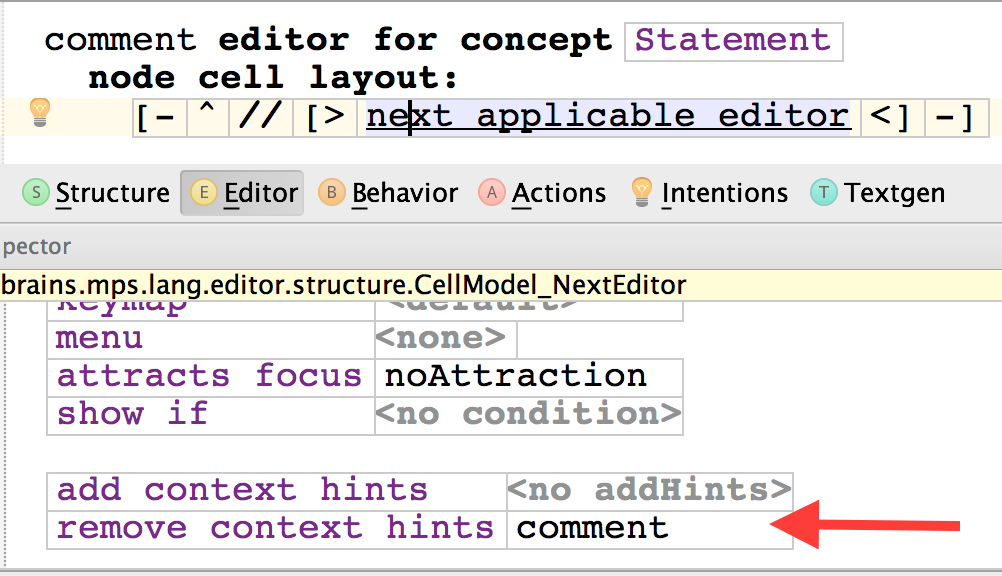 comment editor for concept Statement
node cell layout:
[- ^ // [> next applicable editor <] -]
S Structure E Editor B Behavior A Actions Intentions T Textgen
pector
brains.mps.lang.editor.structure.CellModel_NextEditor
keymap <default>
menu <none>
attracts focus noAttraction
show if <no condition>
add context hints <no addHints>
remove context hints comment